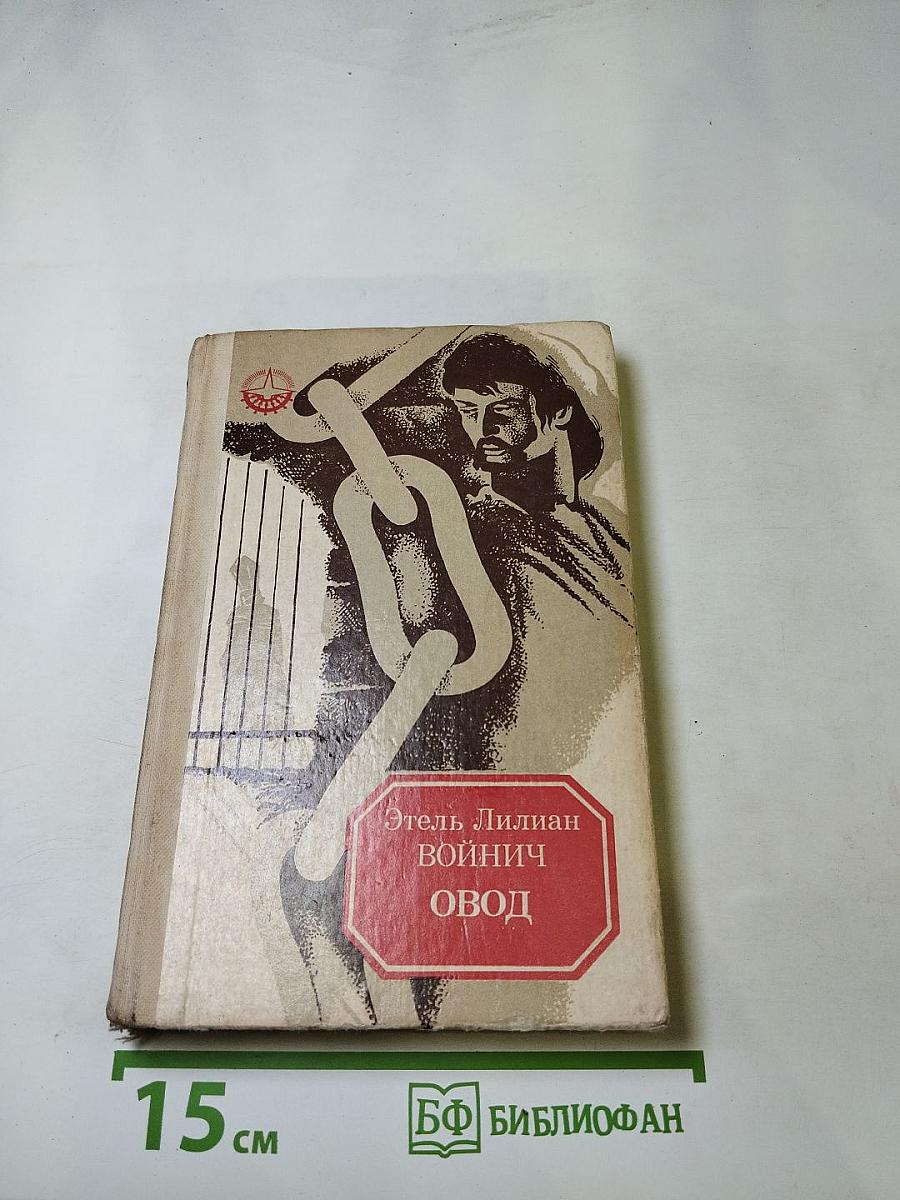 Этель Лилиан
ВОЙНИЧ
ОВОД
15 см
БФ БИБЛИОФАН